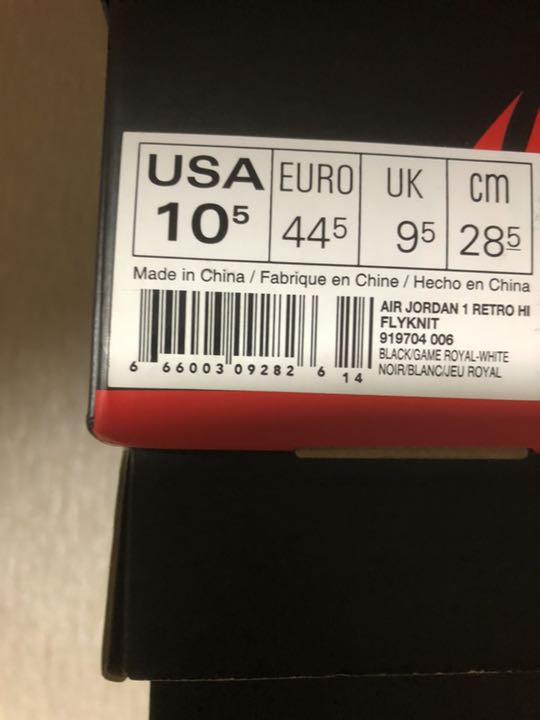 USA EURO UK cm
10⁵ 44⁵ 9⁵ 28⁵
Made in China / Fabrique en Chine / Hecho en China
AIR JORDAN 1 RETRO HI
FLYKNIT
919704 006
BLACK/GAME ROYAL-WHITE
NOIR/BLANC/JEU ROYAL
6 66003 09282 6 14